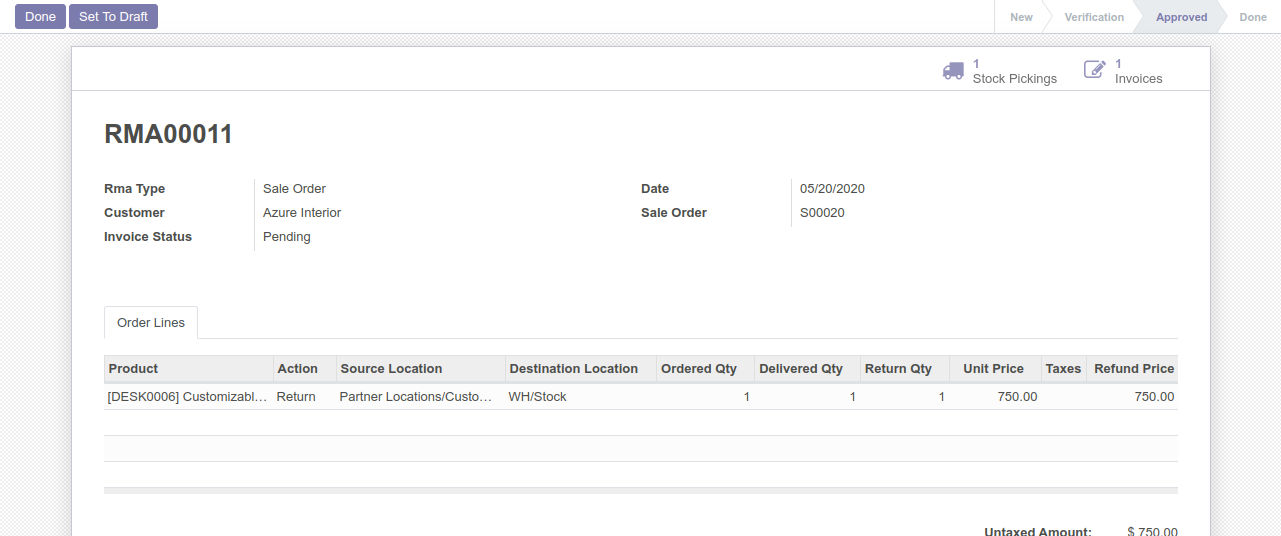 Done Set To Draft New Verification Approved Done
1 Stock Pickings 1 Invoices
RMA00011
Rma Type Sale Order Date 05/20/2020
Customer Azure Interior Sale Order S00020
Invoice Status Pending
Order Lines
Product Action Source Location Destination Location Ordered Qty Delivered Qty Return Qty Unit Price Taxes Refund Price
[DESK0006] Customizabl... Return Partner Locations/Custo... WH/Stock 1 1 1 750.00 750.00
Untaxed Amount: $ 750.00